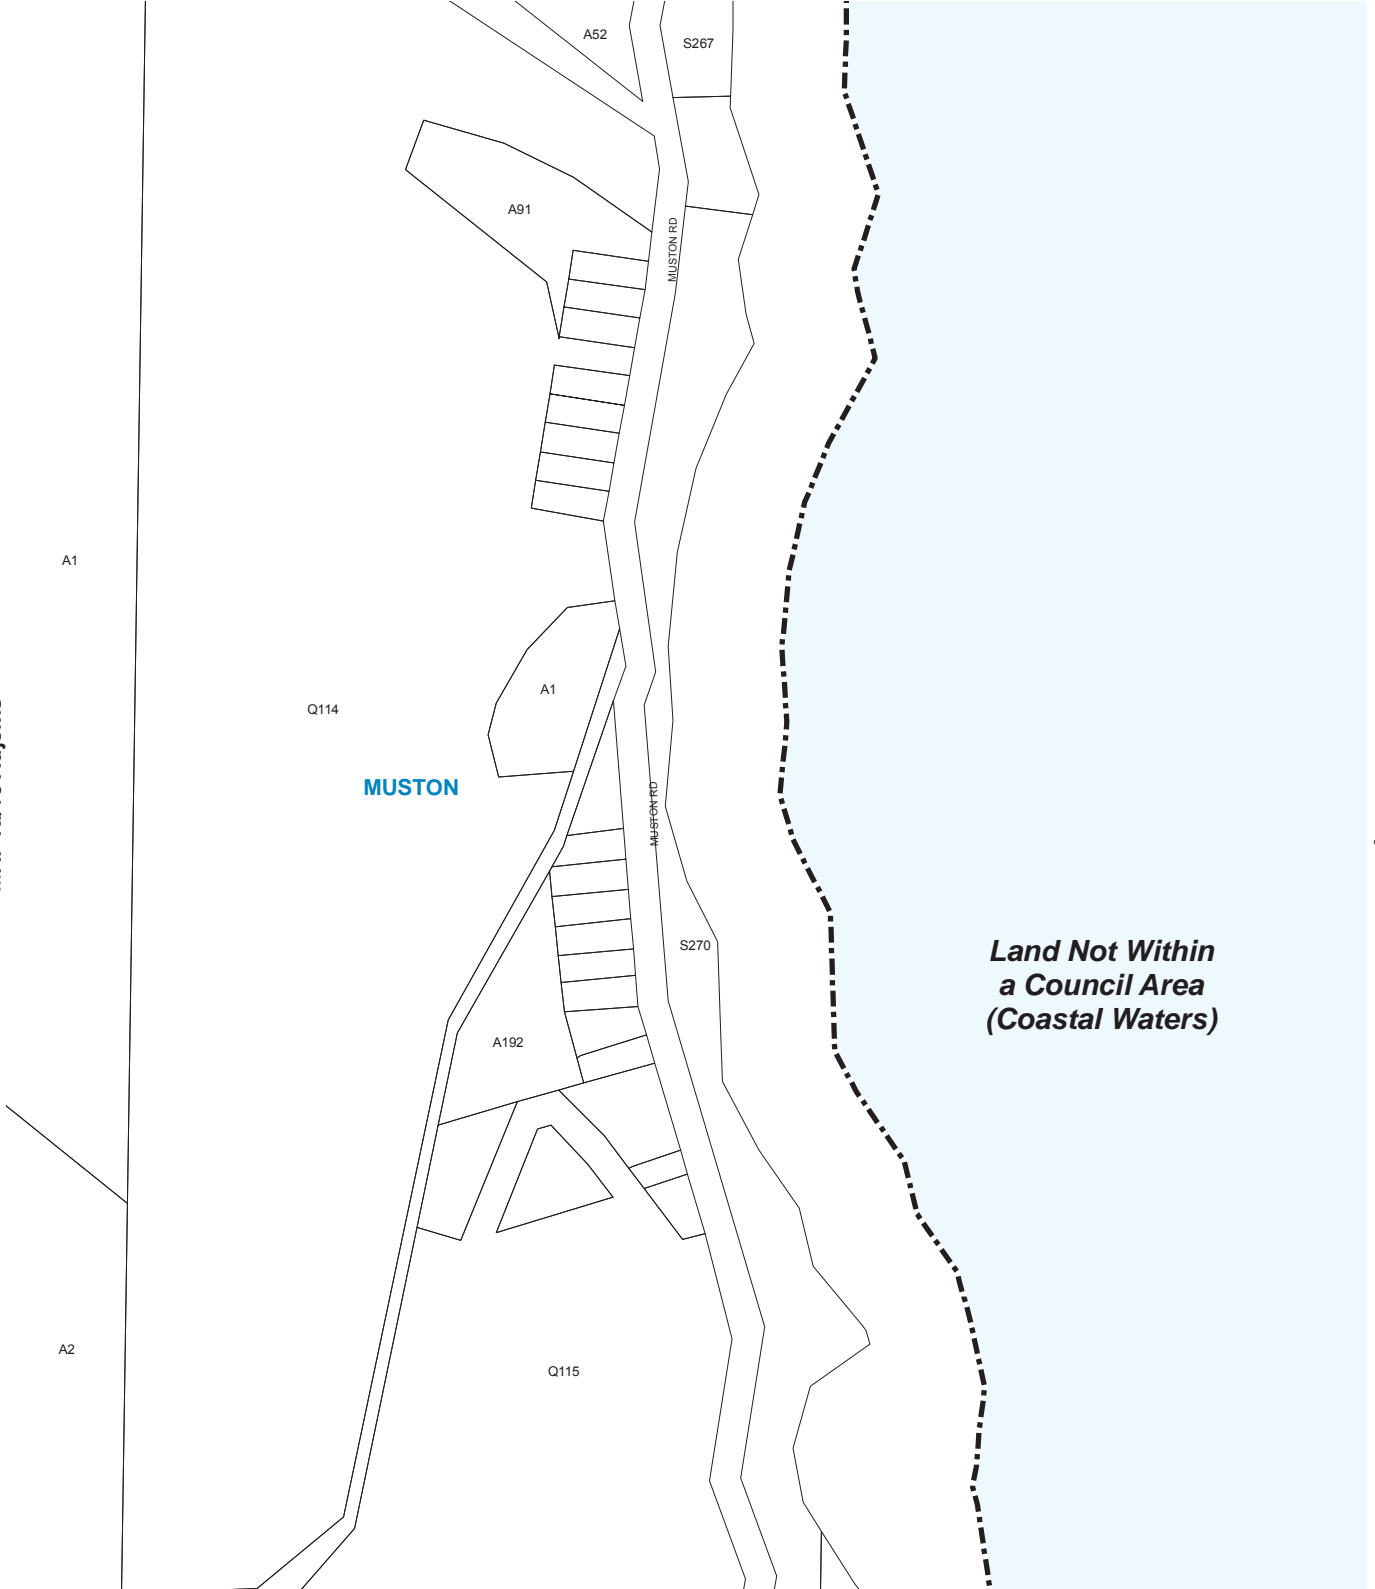 A52
S267
A91
MUSTON RD
A1
A1
Q114
MUSTON
MUSTON RD
S270
Land Not Within
a Council Area
(Coastal Waters)
A192
A2
Q115